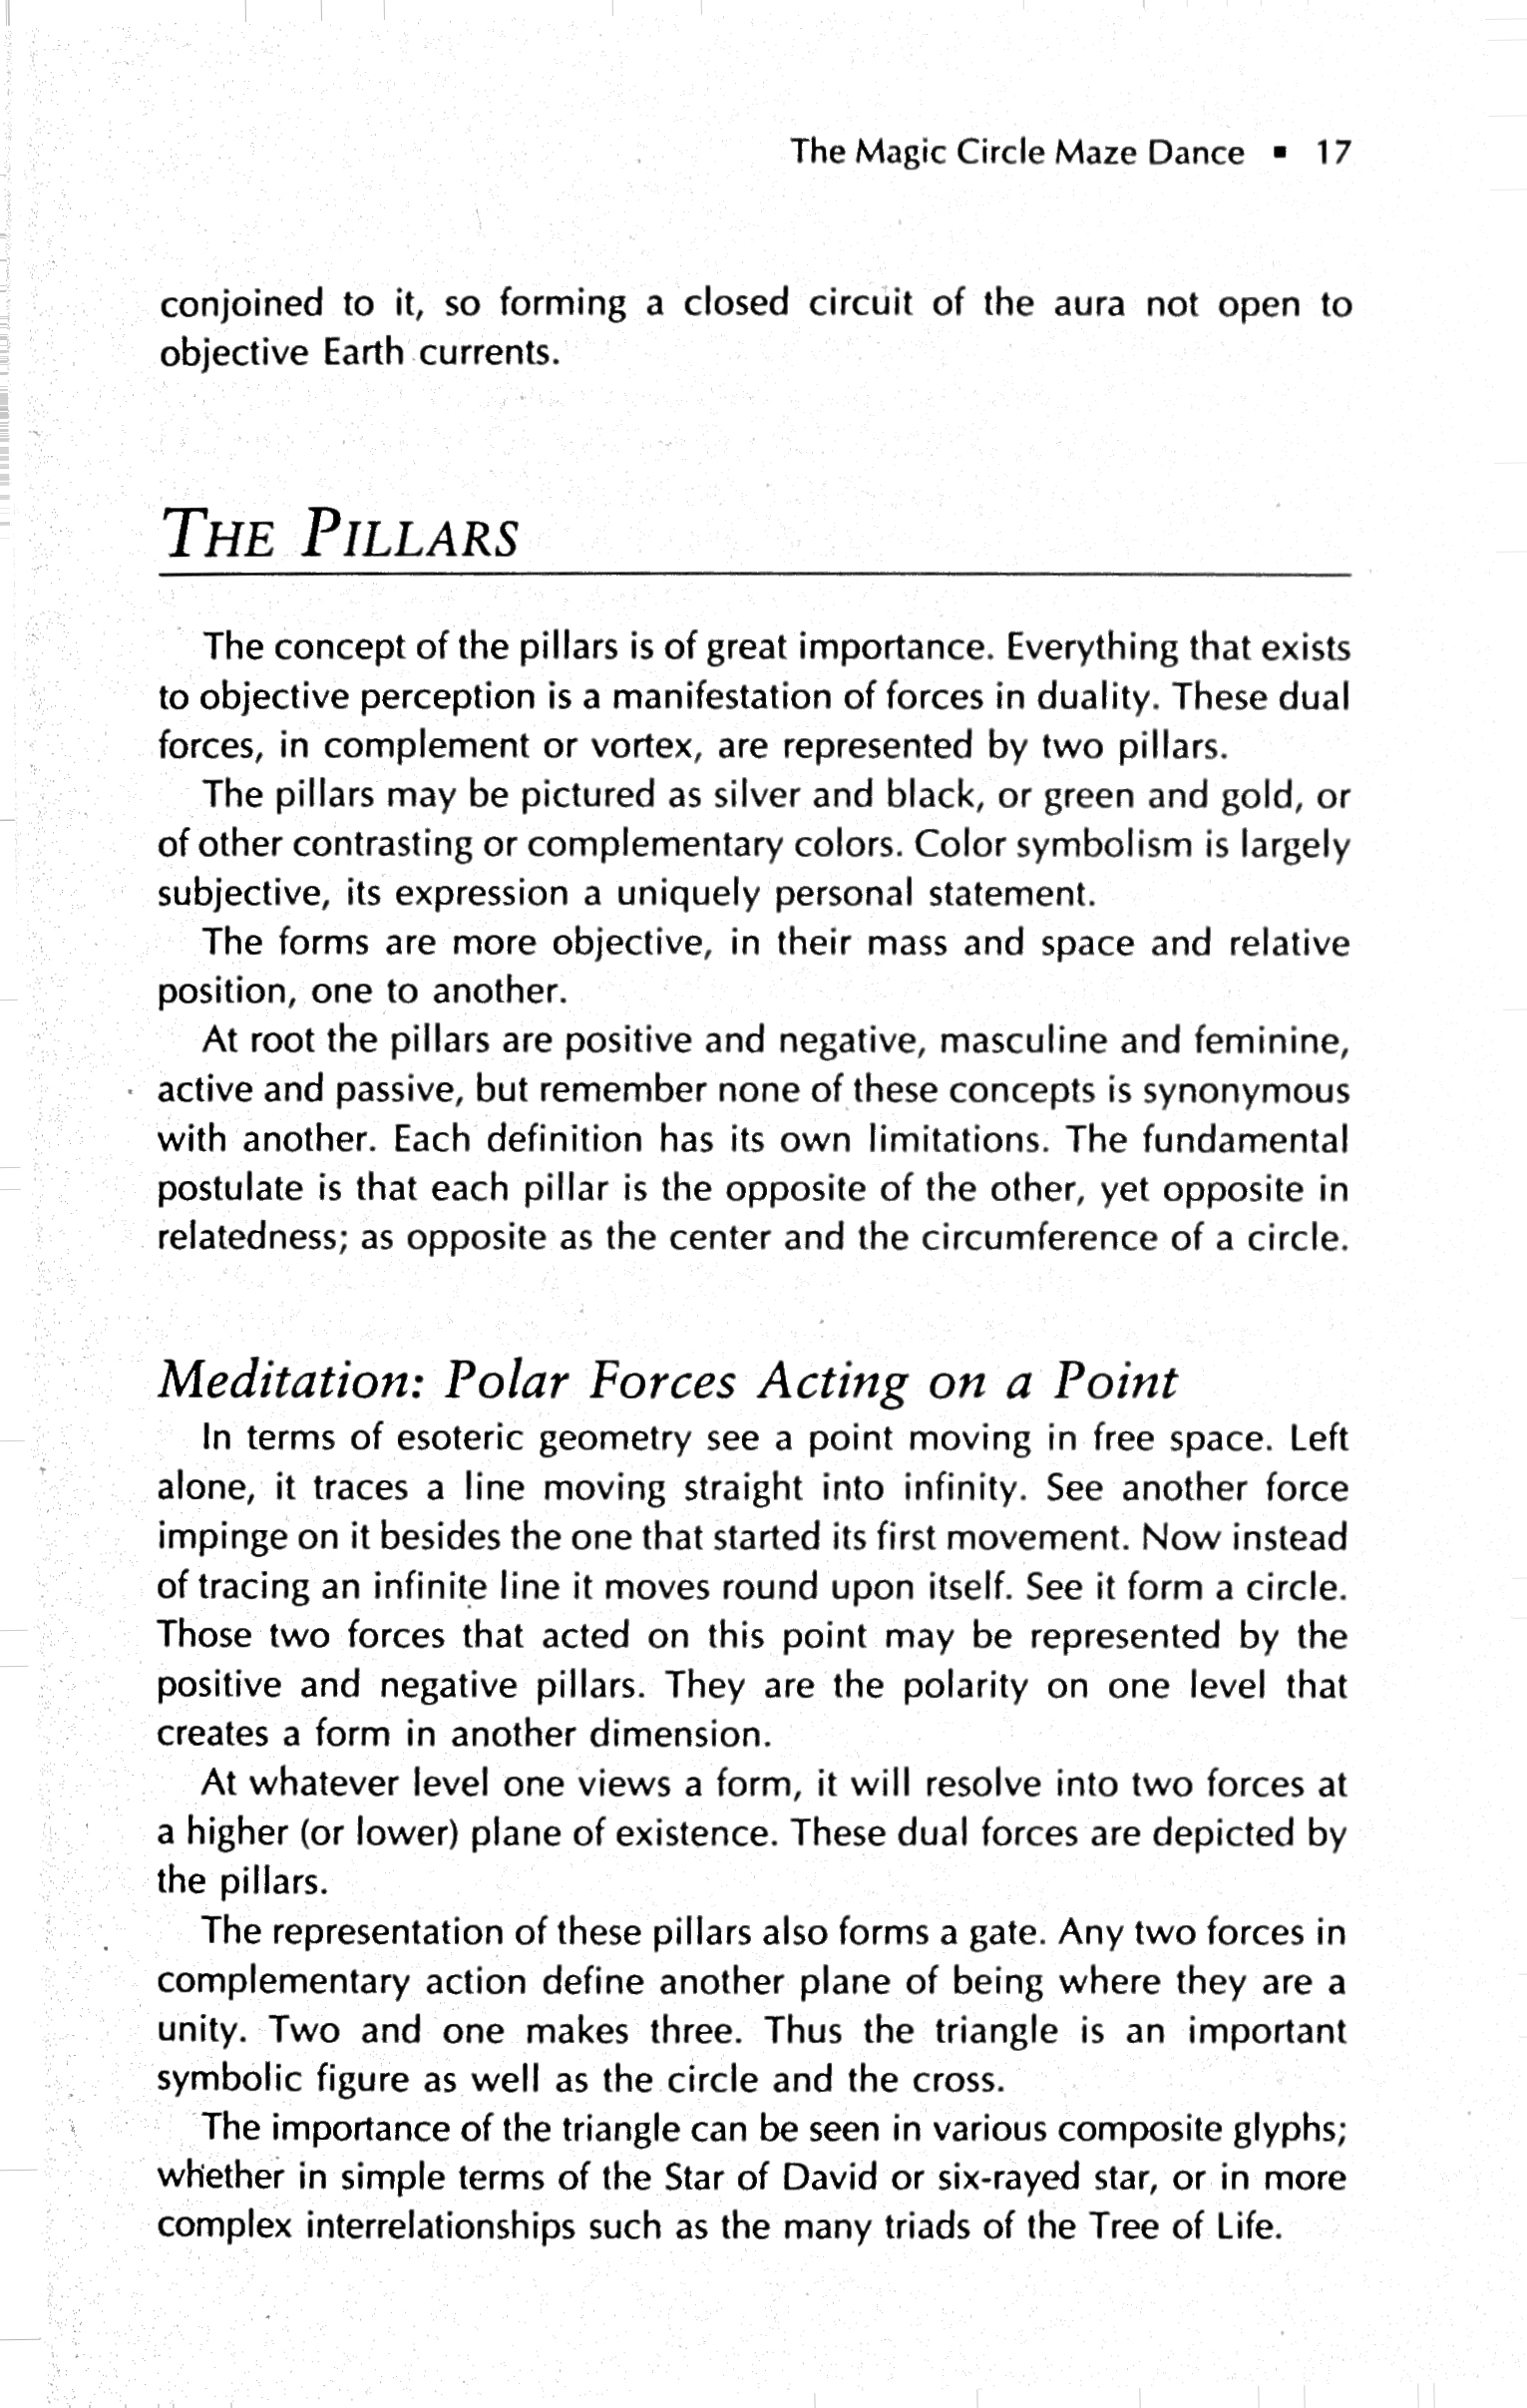 The Magic Circle Maze Dance ▪ 17
conjoined to it, so forming a closed circuit of the aura not open to
objective Earth currents.
THE PILLARS
The concept of the pillars is of great importance. Everything that exists
to objective perception is a manifestation of forces in duality. These dual
forces, in complement or vortex, are represented by two pillars.
The pillars may be pictured as silver and black, or green and gold, or
of other contrasting or complementary colors. Color symbolism is largely
subjective, its expression a uniquely personal statement.
The forms are more objective, in their mass and space and relative
position, one to another.
At root the pillars are positive and negative, masculine and feminine,
active and passive, but remember none of these concepts is synonymous
with another. Each definition has its own limitations. The fundamental
postulate is that each pillar is the opposite of the other, yet opposite in
relatedness; as opposite as the center and the circumference of a circle.
Meditation: Polar Forces Acting on a Point
In terms of esoteric geometry see a point moving in free space. Left
alone, it traces a line moving straight into infinity. See another force
impinge on it besides the one that started its first movement. Now instead
of tracing an infinite line it moves round upon itself. See it form a circle.
Those two forces that acted on this point may be represented by the
positive and negative pillars. They are the polarity on one level that
creates a form in another dimension.
At whatever level one views a form, it will resolve into two forces at
a higher (or lower) plane of existence. These dual forces are depicted by
the pillars.
The representation of these pillars also forms a gate. Any two forces in
complementary action define another plane of being where they are a
unity. Two and one makes three. Thus the triangle is an important
symbolic figure as well as the circle and the cross.
The importance of the triangle can be seen in various composite glyphs;
whether in simple terms of the Star of David or six-rayed star, or in more
complex interrelationships such as the many triads of the Tree of Life.